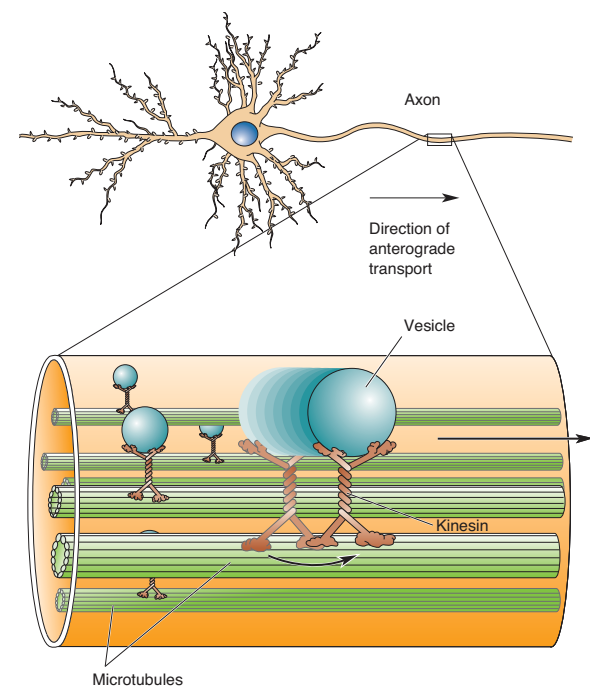 Axon
Direction of
anterograde
transport
Vesicle
Kinesin
Microtubules